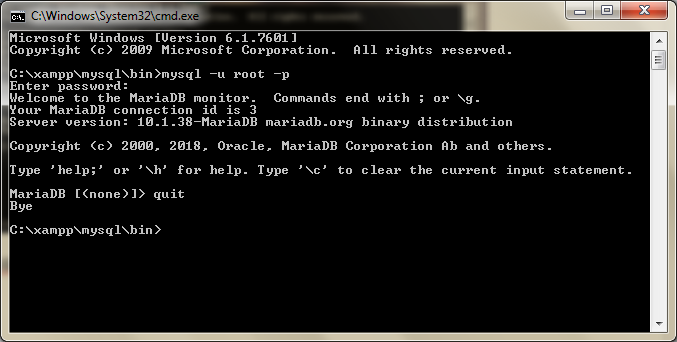 C:\Windows\System32\cmd.exe
Microsoft Windows [Version 6.1.7601]
Copyright (c) 2009 Microsoft Corporation.  All rights reserved.
C:\xampp\mysql\bin>mysql -u root -p
Enter password:
Welcome to the MariaDB monitor.  Commands end with ; or \g.
Your MariaDB connection id is 3
Server version: 10.1.38-MariaDB mariadb.org binary distribution
Copyright (c) 2000, 2018, Oracle, MariaDB Corporation Ab and others.
Type 'help;' or '\h' for help. Type '\c' to clear the current input statement.
MariaDB [(none)]> quit
Bye
C:\xampp\mysql\bin>